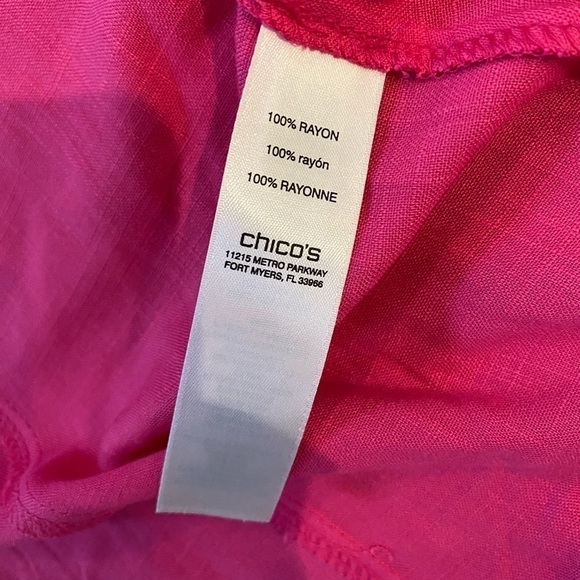 100% RAYON
100% rayón
100% RAYONNE
chico's
11215 METRO PARKWAY
FORT MYERS, FL 33966